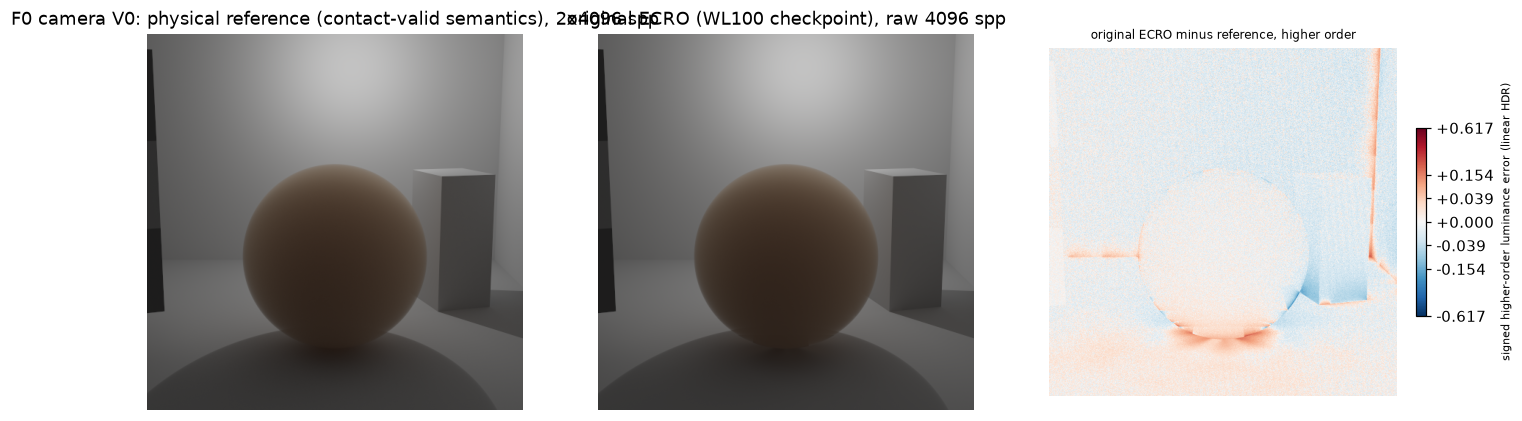 F0 camera V0: physical reference (contact-valid semantics), 2x4096 spp
original ECRO (WL100 checkpoint), raw 4096 spp
original ECRO minus reference, higher order
+0.617
+0.154
+0.039
+0.000
-0.039
-0.154
-0.617
signed higher-order luminance error (linear HDR)